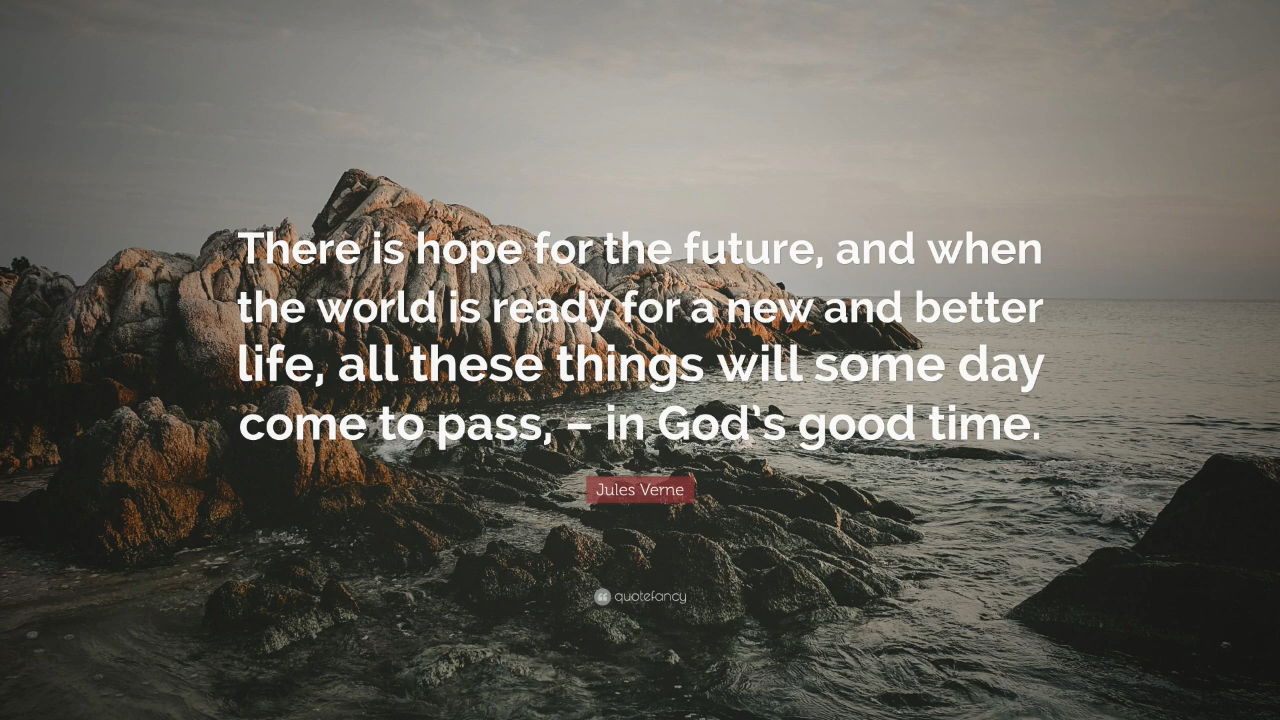 There is hope for the future, and when
the world is ready for a new and better
life, all these things will some day
come to pass, – in God's good time.
Jules Verne
quotefancy